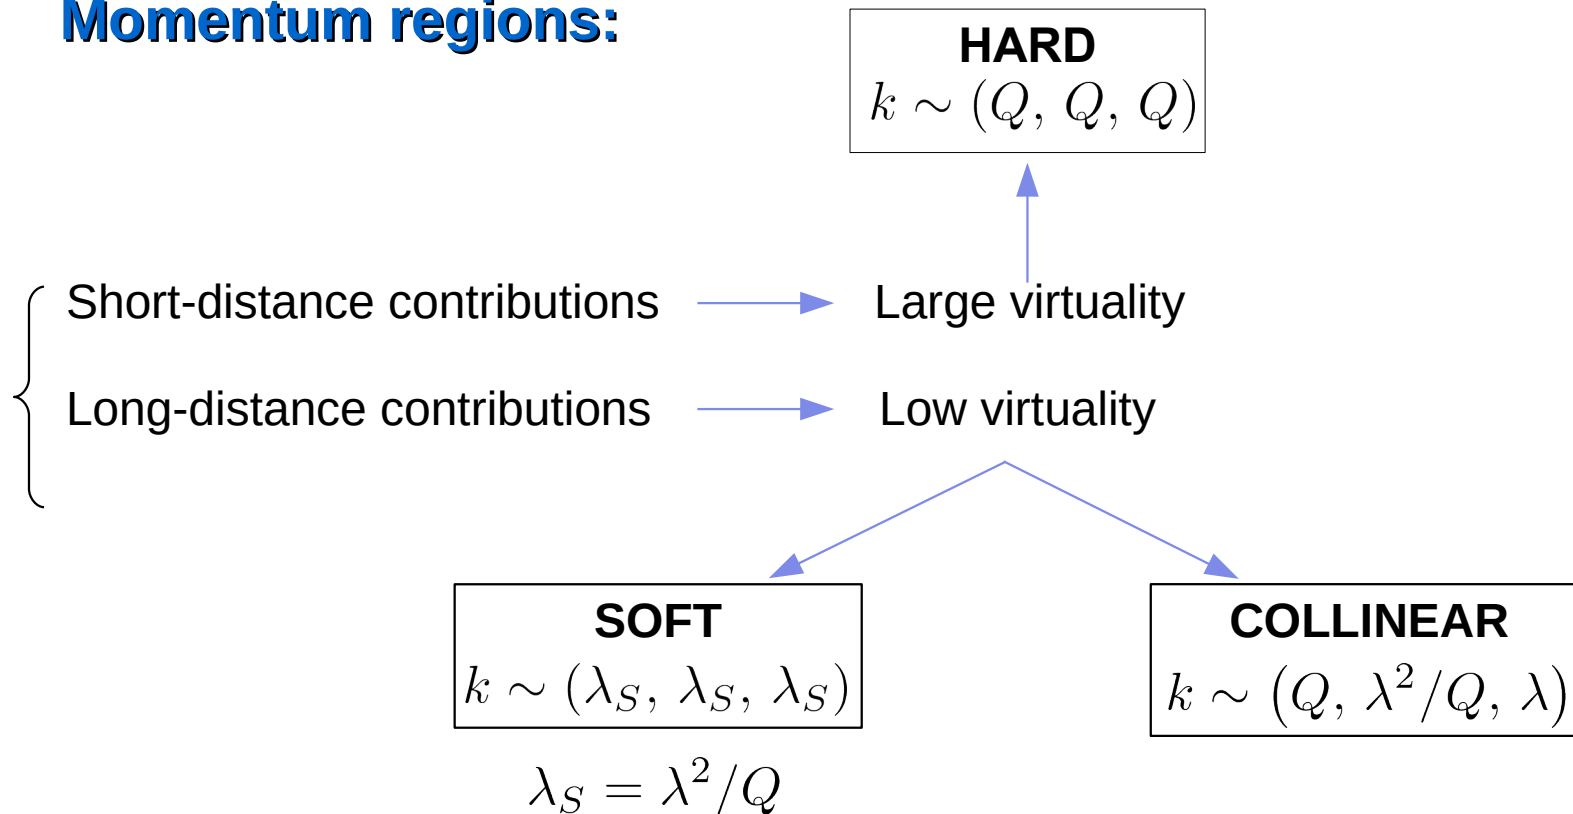 Momentum regions:
HARD
k ∼ (Q, Q, Q)
Short-distance contributions
Large virtuality
Long-distance contributions
Low virtuality
SOFT
k ∼ (λ_S, λ_S, λ_S)
λ_S = λ²/Q
COLLINEAR
k ∼ (Q, λ²/Q, λ)